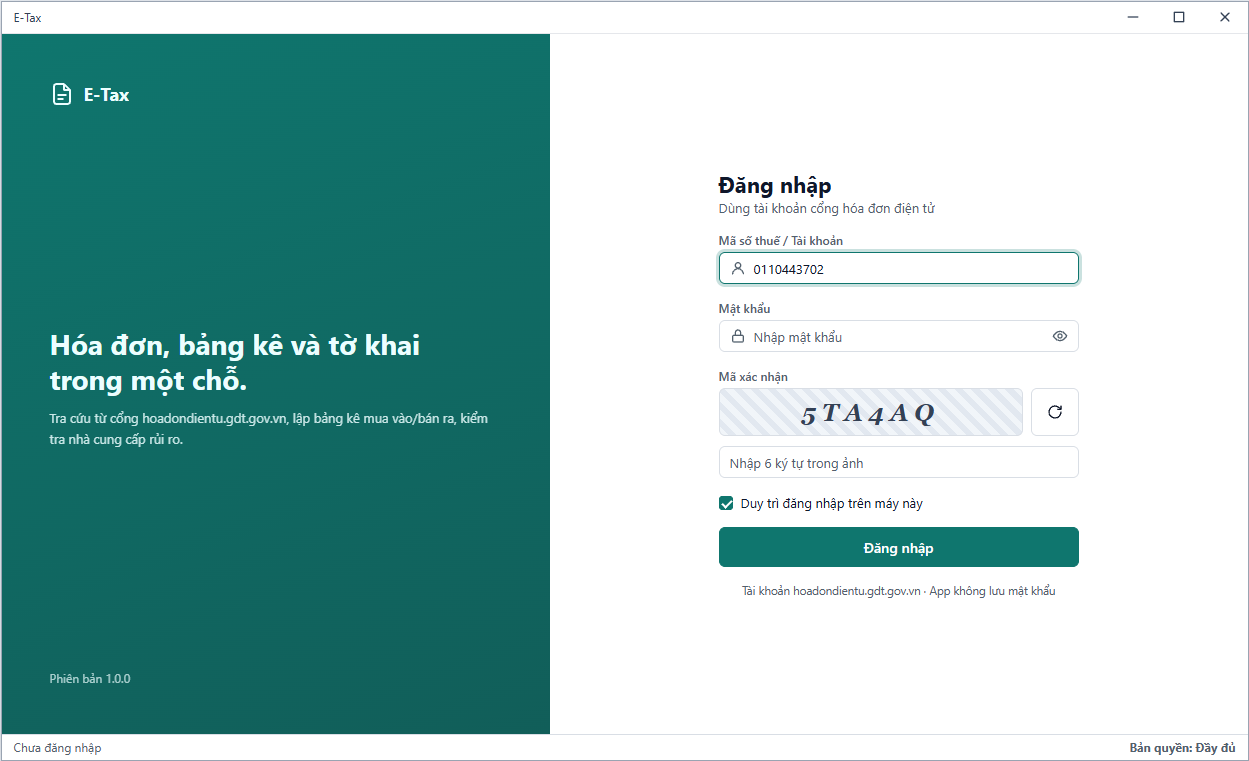 E-Tax
E-Tax
Hóa đơn, bảng kê và tờ khai
trong một chỗ.
Tra cứu từ cổng hoadondientu.gdt.gov.vn, lập bảng kê mua vào/bán ra, kiểm
tra nhà cung cấp rủi ro.
Phiên bản 1.0.0
Đăng nhập
Dùng tài khoản cổng hóa đơn điện tử
Mã số thuế / Tài khoản
0110443702
Mật khẩu
Nhập mật khẩu
Mã xác nhận
5TA4AQ
Nhập 6 ký tự trong ảnh
Duy trì đăng nhập trên máy này
Đăng nhập
Tài khoản hoadondientu.gdt.gov.vn · App không lưu mật khẩu
Chưa đăng nhập
Bản quyền: Đầy đủ